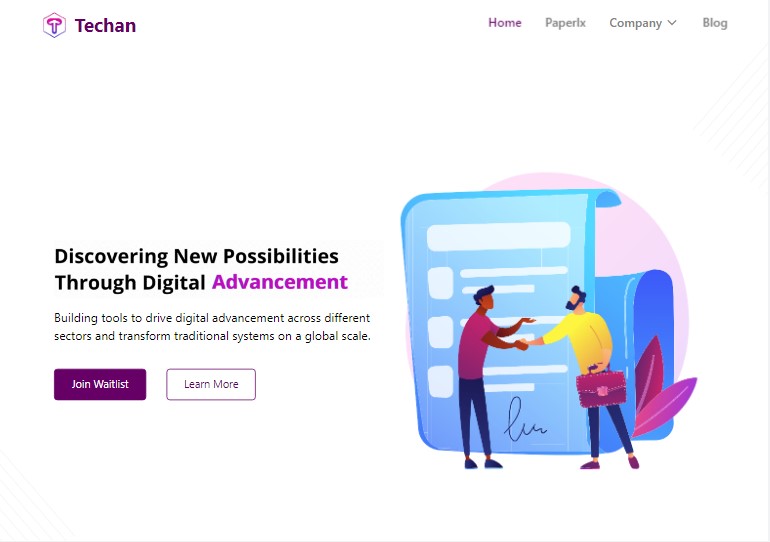 Techan
Home Paperlx Company Blog
Discovering New Possibilities
Through Digital Advancement
Building tools to drive digital advancement across different
sectors and transform traditional systems on a global scale.
Join Waitlist Learn More